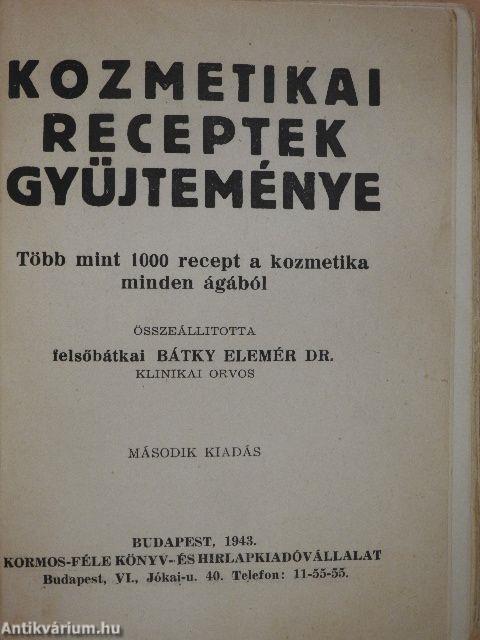 KOZMETIKAI
RECEPTEK
GYÜJTEMÉNYE
Több mint 1000 recept a kozmetika
minden ágából
ÖSSZEÁLLITOTTA
felsőbátkai BÁTKY ELEMÉR DR.
KLINIKAI ORVOS
MÁSODIK KIADÁS
BUDAPEST, 1943.
KORMOS-FÉLE KÖNYV- ÉS HIRLAPKIADÓVÁLLALAT
Budapest, VI., Jókai-u. 40. Telefon: 11-55-55.
Antikvárium.hu